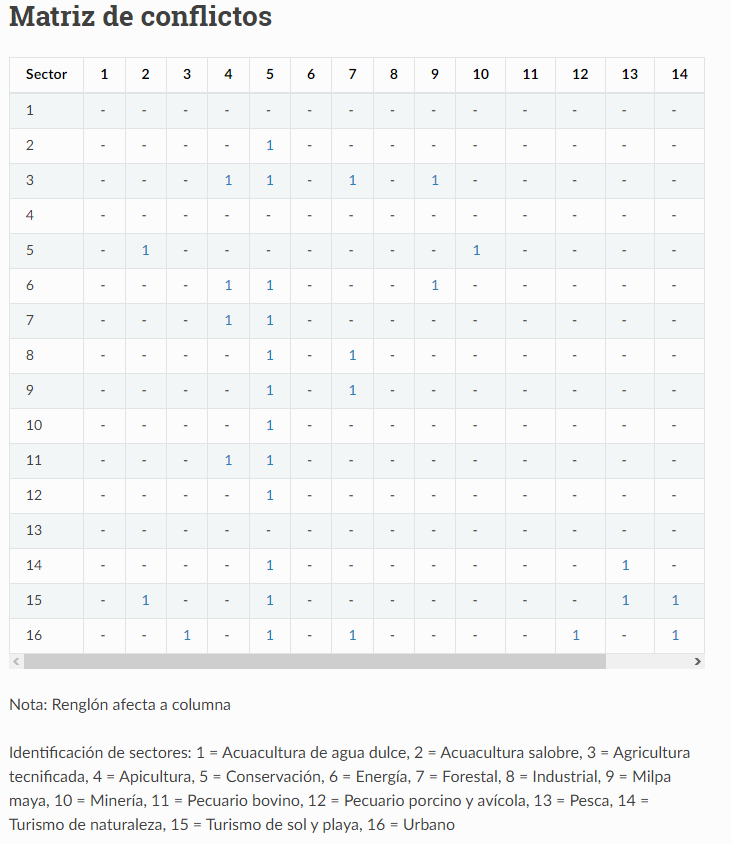 Matriz de conflictos
Sector 1 2 3 4 5 6 7 8 9 10 11 12 13 14
1 - - - - - - - - - - - - - -
2 - - - - 1 - - - - - - - - -
3 - - - 1 1 - 1 - 1 - - - - -
4 - - - - - - - - - - - - - -
5 - 1 - - - - - - - 1 - - - -
6 - - - 1 1 - - - 1 - - - - -
7 - - - 1 1 - - - - - - - - -
8 - - - - 1 - 1 - - - - - - -
9 - - - - 1 - 1 - - - - - - -
10 - - - - 1 - - - - - - - - -
11 - - - 1 1 - - - - - - - - -
12 - - - - 1 - - - - - - - - -
13 - - - - - - - - - - - - - -
14 - - - - 1 - - - - - - - 1 -
15 - 1 - - 1 - - - - - - - 1 1
16 - - 1 - 1 - 1 - - - - 1 - 1
Nota: Renglón afecta a columna
Identificación de sectores: 1 = Acuacultura de agua dulce, 2 = Acuacultura salobre, 3 = Agricultura
tecnificada, 4 = Apicultura, 5 = Conservación, 6 = Energía, 7 = Forestal, 8 = Industrial, 9 = Milpa
maya, 10 = Minería, 11 = Pecuario bovino, 12 = Pecuario porcino y avícola, 13 = Pesca, 14 =
Turismo de naturaleza, 15 = Turismo de sol y playa, 16 = Urbano